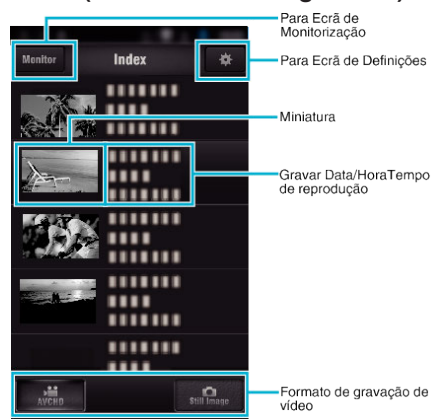 Para Ecrã de
Monitorização
Monitor
Index
Para Ecrã de Definições
Miniatura
Gravar Data/HoraTempo
de reprodução
AVCHD
Still Image
Formato de gravação de
vídeo